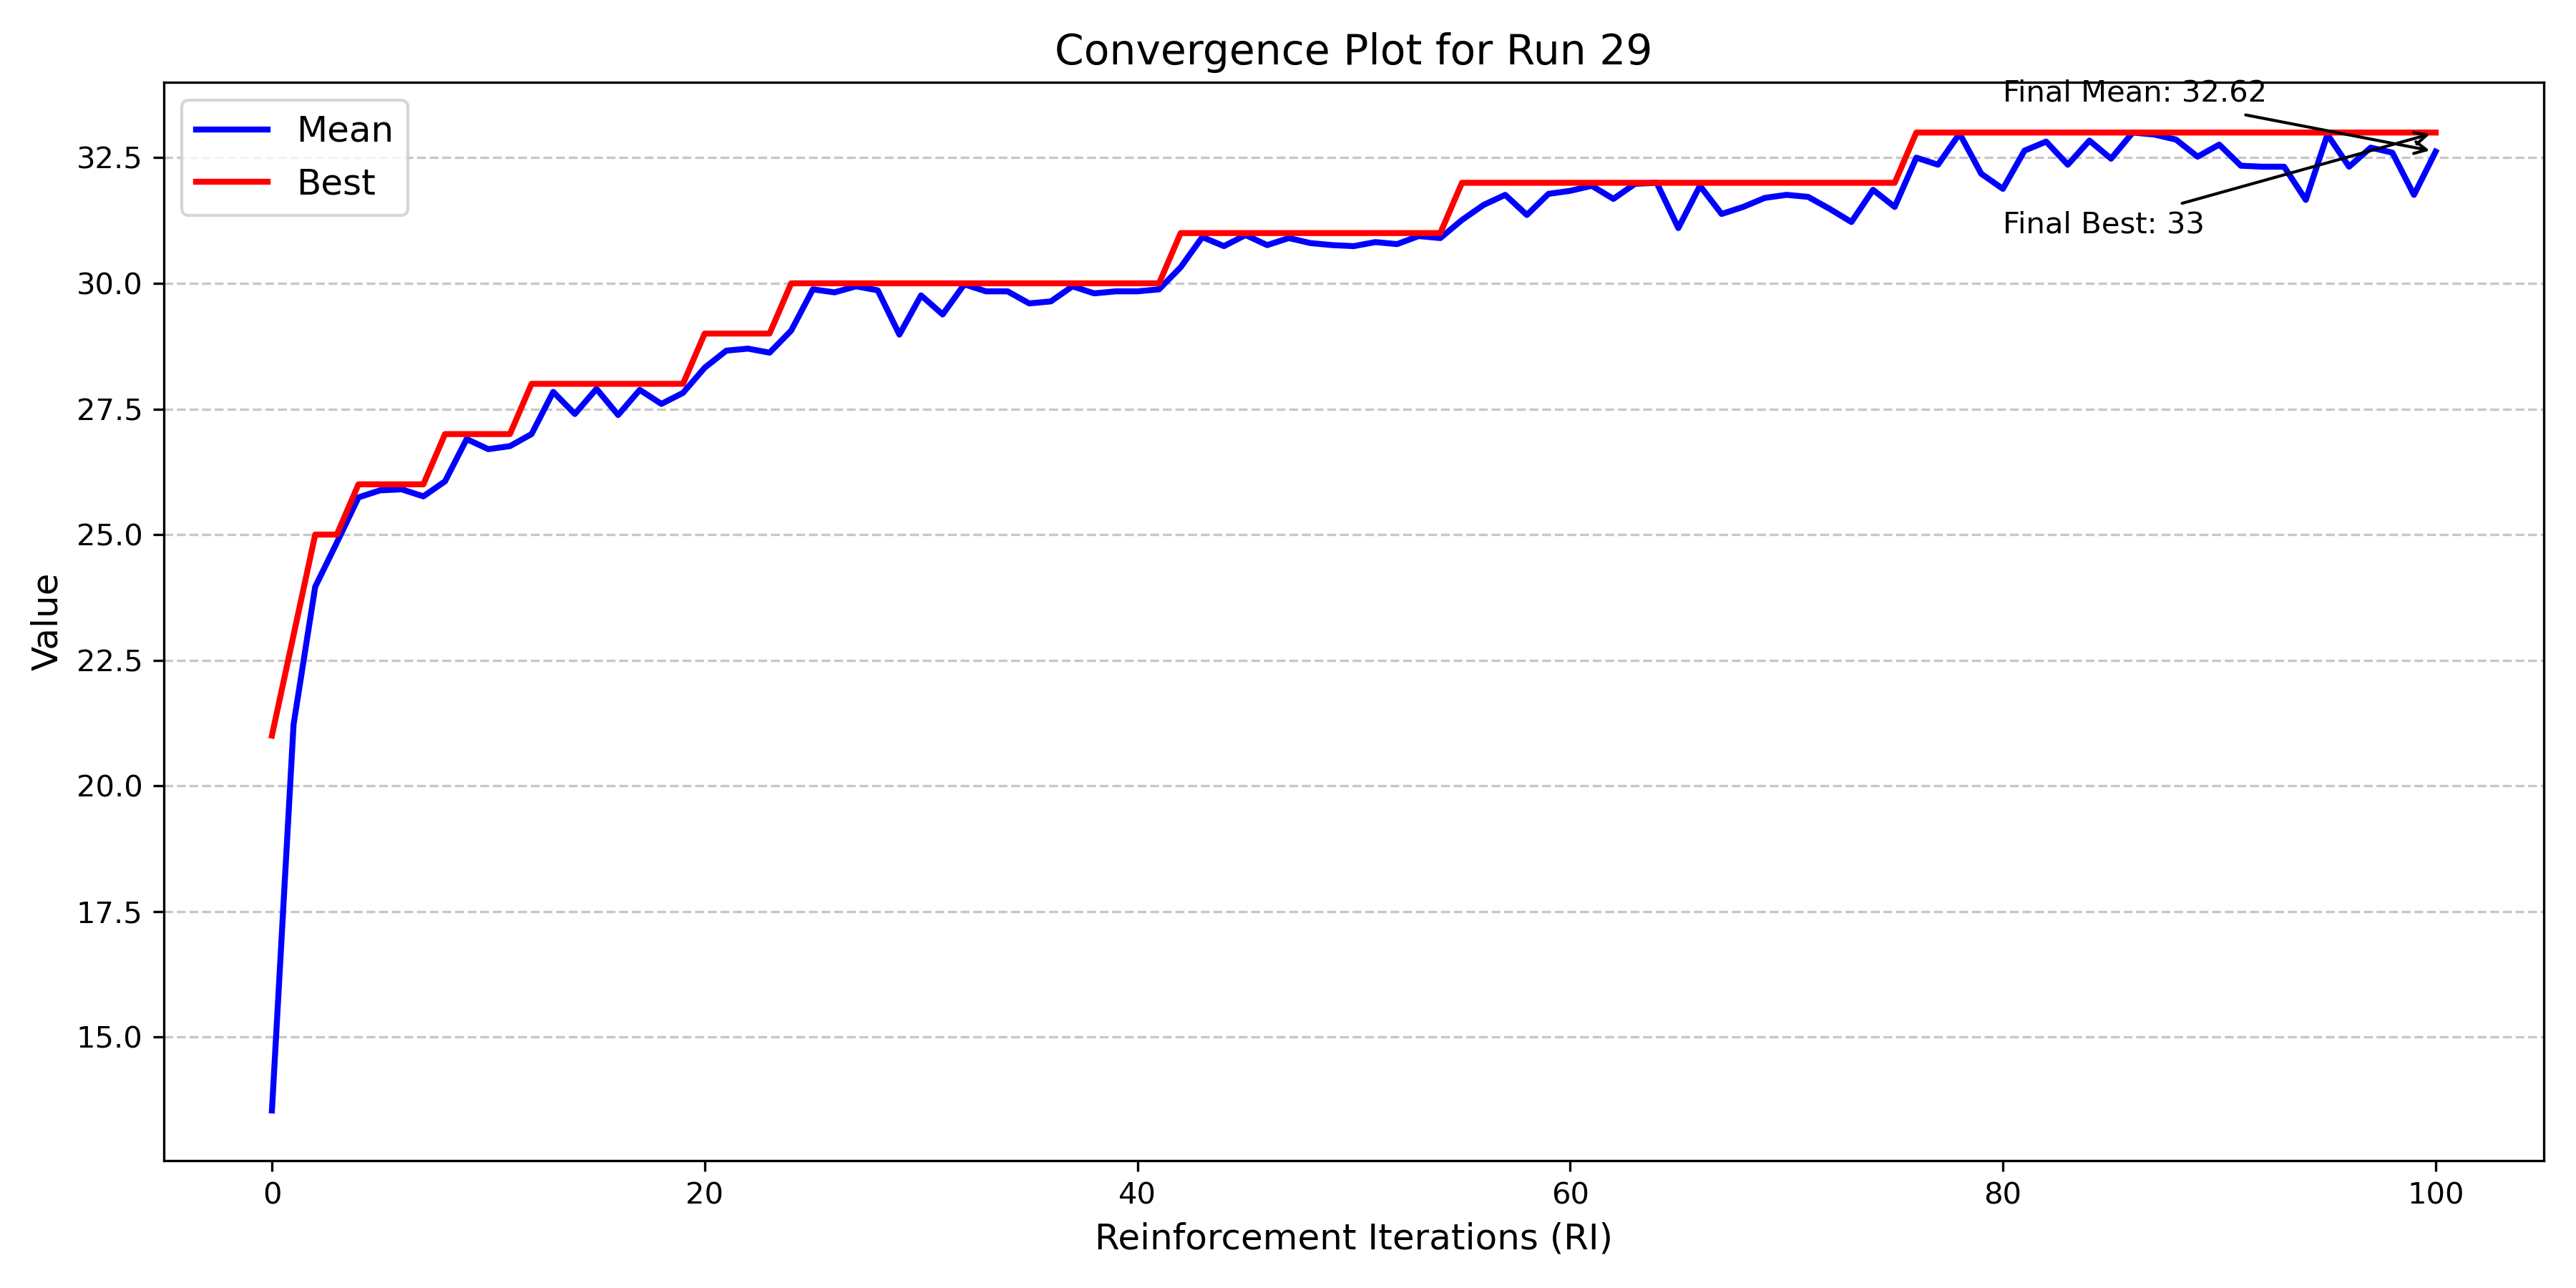 Convergence Plot for Run 29
Final Mean: 32.62
Mean
Best
Final Best: 33
32.5
30.0
27.5
25.0
22.5
20.0
17.5
15.0
Value
0
20
40
60
80
100
Reinforcement Iterations (RI)